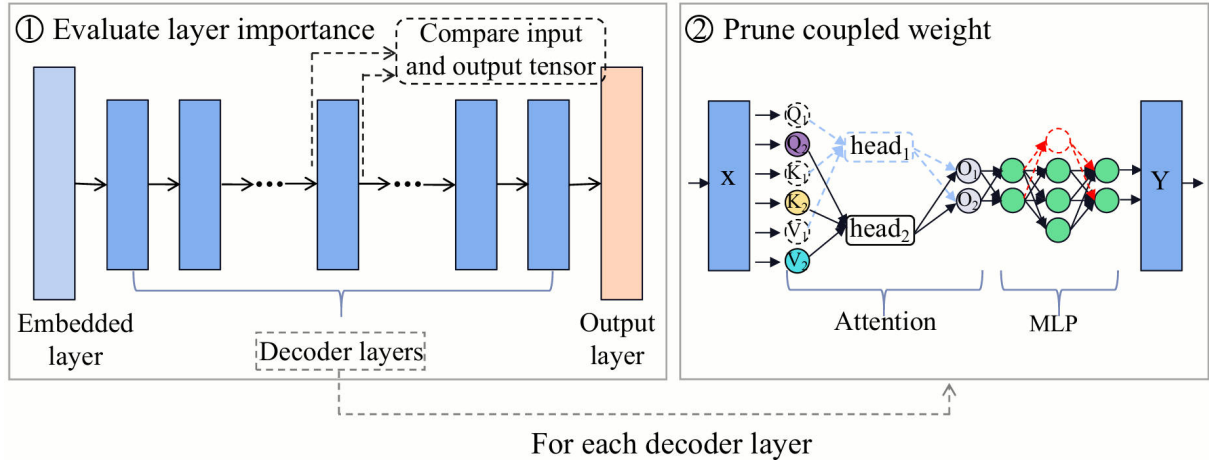 ① Evaluate layer importance
Compare input
and output tensor
Embedded
layer
Decoder layers
Output
layer
② Prune coupled weight
X
Q₁
Q₂
K₁
K₂
V₁
V₂
head₁
head₂
O₁
O₂
Y
Attention
MLP
For each decoder layer